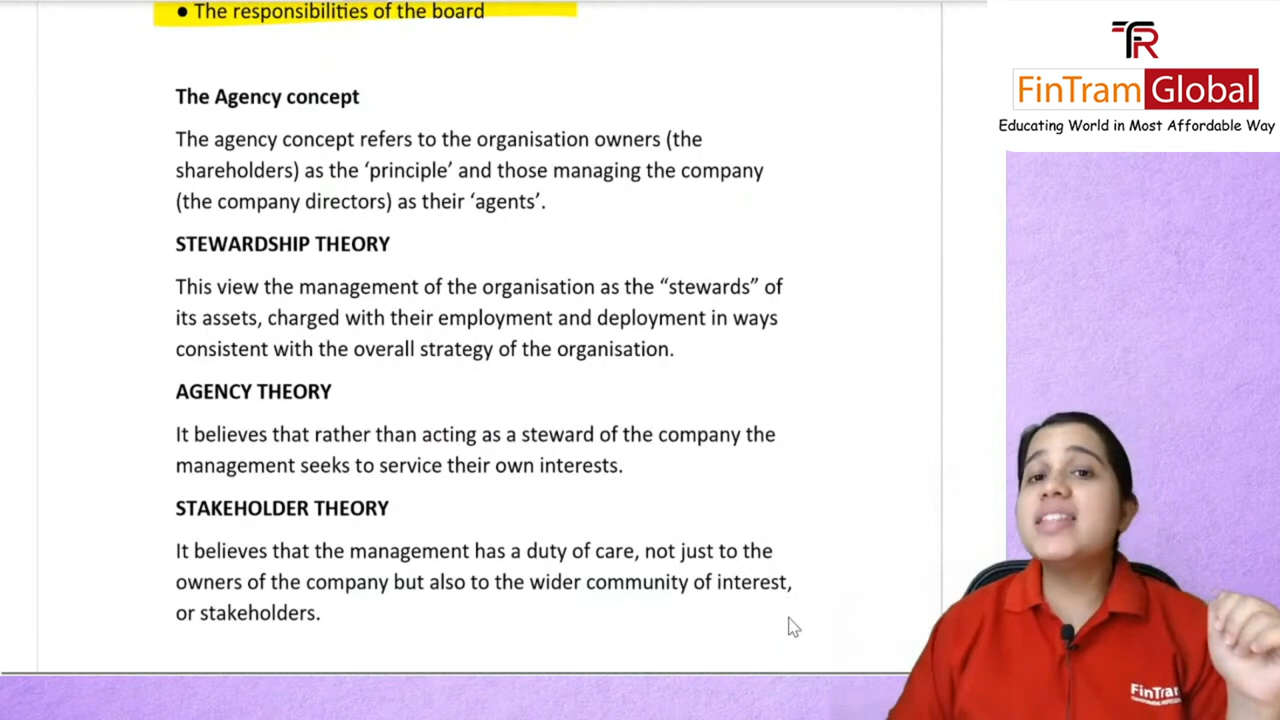 ● The responsibilities of the board
The Agency concept
The agency concept refers to the organisation owners (the
shareholders) as the ‘principle’ and those managing the company
(the company directors) as their ‘agents’.
STEWARDSHIP THEORY
This view the management of the organisation as the “stewards” of
its assets, charged with their employment and deployment in ways
consistent with the overall strategy of the organisation.
AGENCY THEORY
It believes that rather than acting as a steward of the company the
management seeks to service their own interests.
STAKEHOLDER THEORY
It believes that the management has a duty of care, not just to the
owners of the company but also to the wider community of interest,
or stakeholders.
FinTram Global
Educating World in Most Affordable Way
FinTra